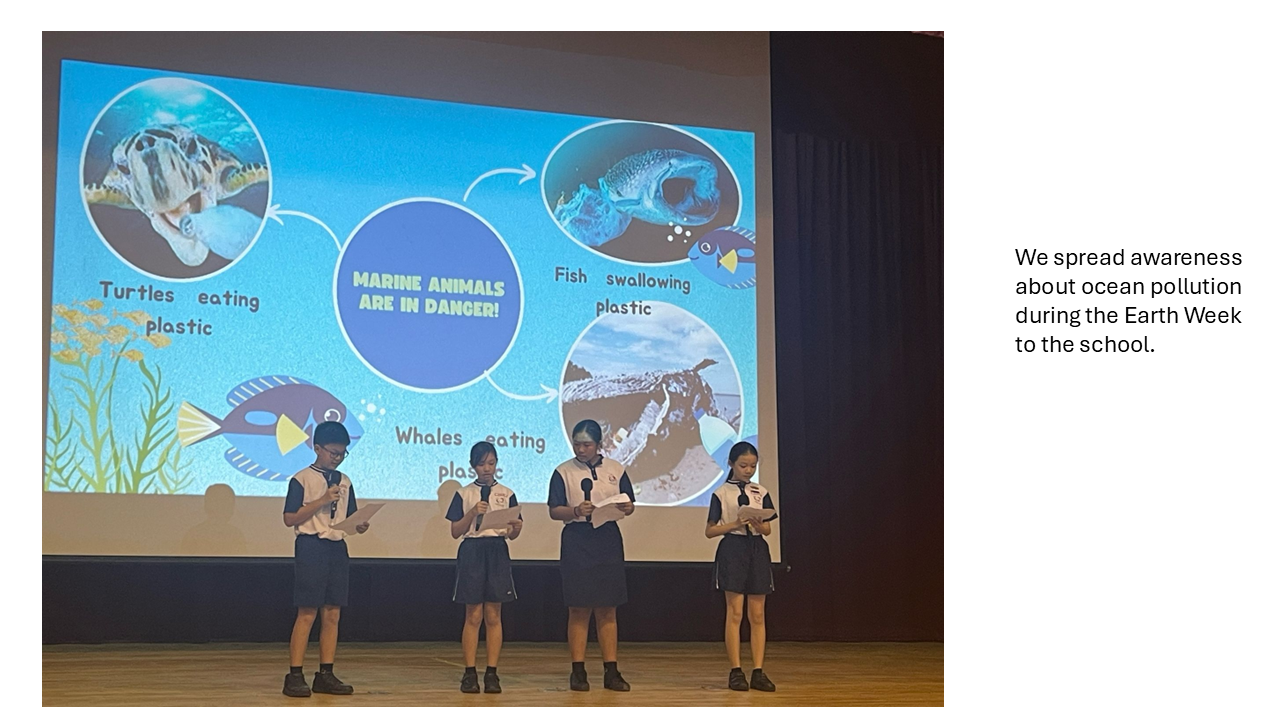 MARINE ANIMALS
ARE IN DANGER!
Turtles eating
plastic
Fish swallowing
plastic
Whales eating
plastic
We spread awareness
about ocean pollution
during the Earth Week
to the school.